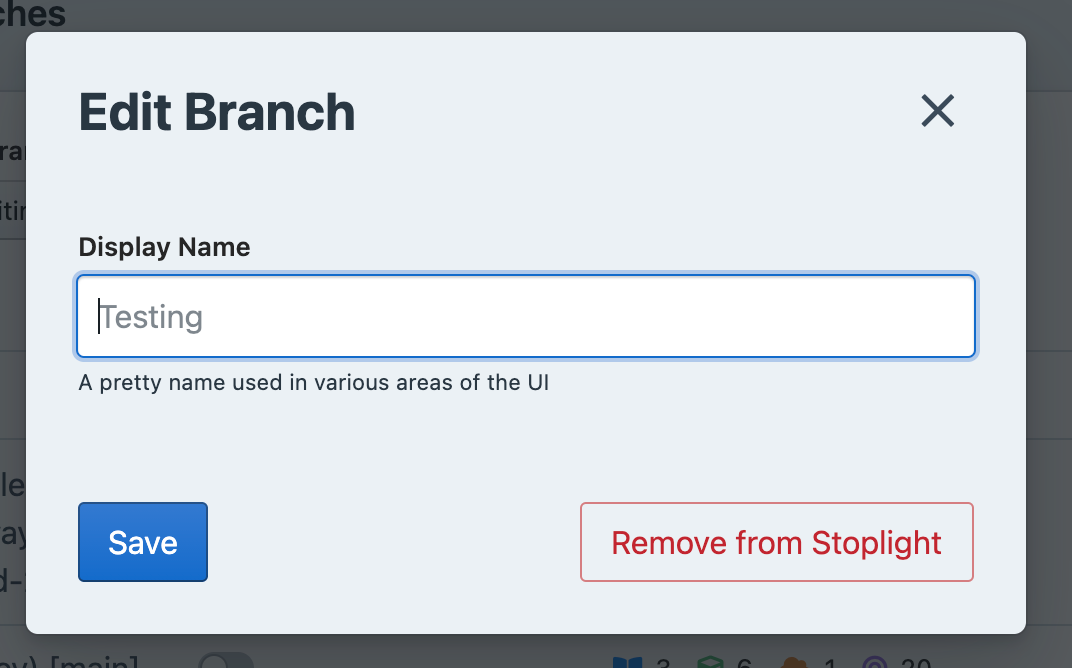 ches
Edit Branch
Display Name
Testing
A pretty name used in various areas of the UI
Save
Remove from Stoplight
[main]